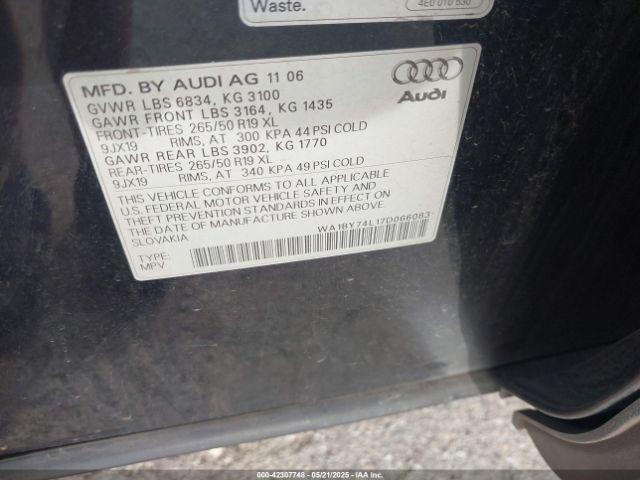 Waste.
4E0 010 530
MFD. BY AUDI AG 11 06
GVWR LBS 6834, KG 3100
GAWR FRONT LBS 3164, KG 1435
FRONT-TIRES 265/50 R19 XL
9JX19 RIMS, AT 300 KPA 44 PSI COLD
GAWR REAR LBS 3902, KG 1770
REAR-TIRES 265/50 R19 XL
9JX19 RIMS, AT 340 KPA 49 PSI COLD
Audi
THIS VEHICLE CONFORMS TO ALL APPLICABLE
U.S. FEDERAL MOTOR VEHICLE SAFETY AND
THEFT PREVENTION STANDARDS IN EFFECT ON
THE DATE OF MANUFACTURE SHOWN ABOVE
SLOVAKIA
WA1BY74L17D066083
TYPE:
MPV
000-42307748 - 05/21/2025 - IAA Inc.